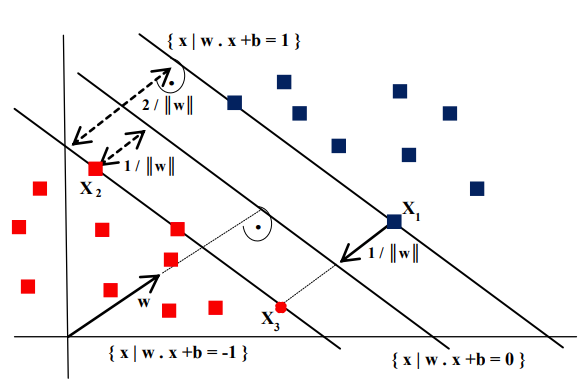 { x | w . x +b = 1 }
2 / ||w||
1 / ||w||
X2
X1
1 / ||w||
w
X3
{ x | w . x +b = -1 }
{ x | w . x +b = 0 }